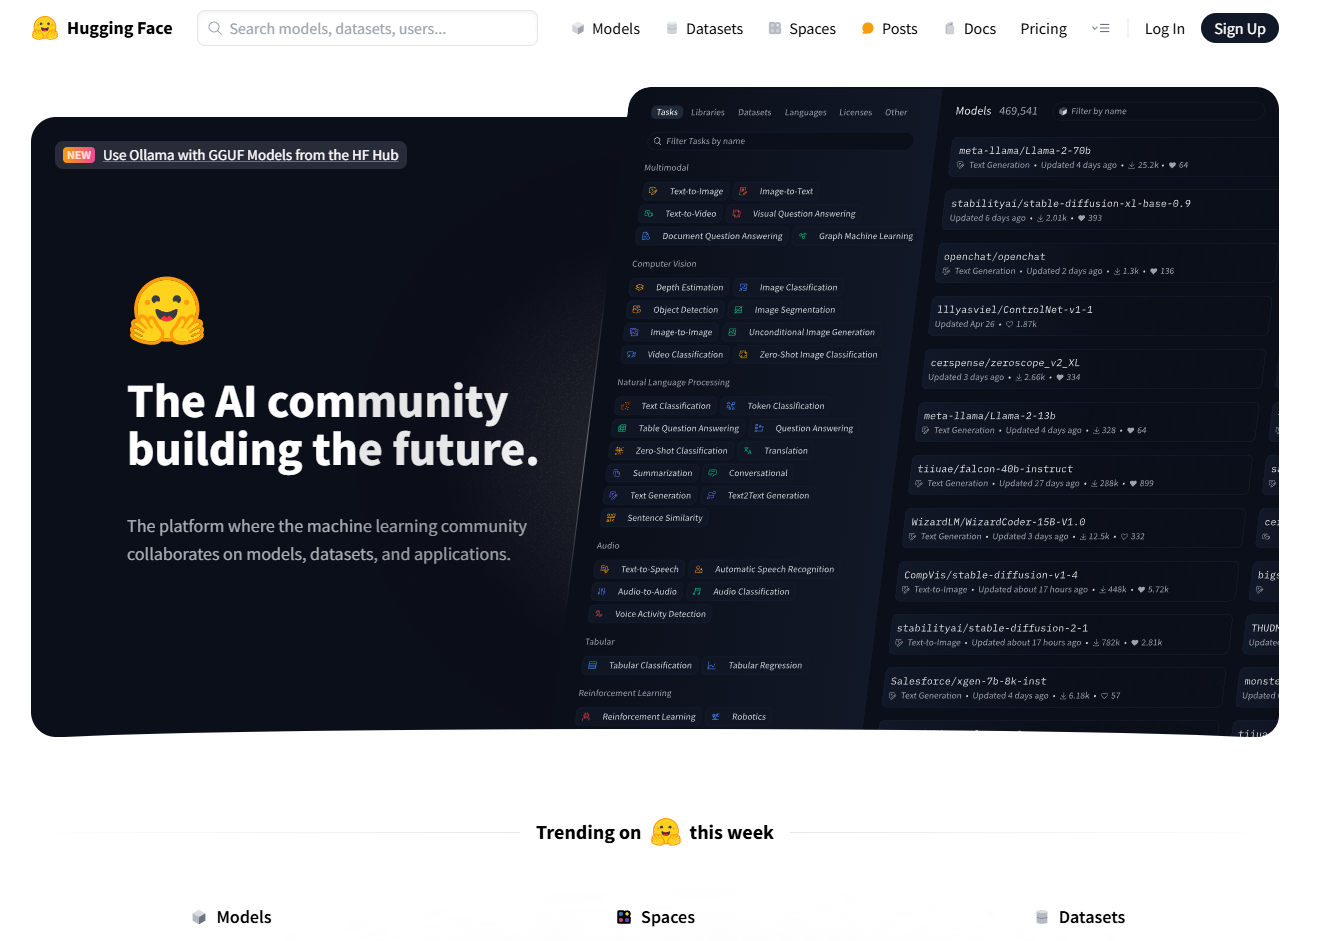 Hugging Face
Search models, datasets, users...
Models
Datasets
Spaces
Posts
Docs
Pricing
Log In
Sign Up
NEW Use Ollama with GGUF Models from the HF Hub
The AI community
building the future.
The platform where the machine learning community
collaborates on models, datasets, and applications.
Tasks Libraries Datasets Languages Licenses Other
Filter Tasks by name
Multimodal
Text-to-Image Image-to-Text
Text-to-Video Visual Question Answering
Document Question Answering Graph Machine Learning
Computer Vision
Depth Estimation Image Classification
Object Detection Image Segmentation
Image-to-Image Unconditional Image Generation
Video Classification Zero-Shot Image Classification
Natural Language Processing
Text Classification Token Classification
Table Question Answering Question Answering
Zero-Shot Classification Translation
Summarization Conversational
Text Generation Text2Text Generation
Sentence Similarity
Audio
Text-to-Speech Automatic Speech Recognition
Audio-to-Audio Audio Classification
Voice Activity Detection
Tabular
Tabular Classification Tabular Regression
Reinforcement Learning
Reinforcement Learning Robotics
Models 469,541 Filter by name
meta-llama/Llama-2-70b
Text Generation • Updated 4 days ago • 25.2k • 64
stabilityai/stable-diffusion-xl-base-0.9
Updated 6 days ago • 2.01k • 393
openchat/openchat
Text Generation • Updated 2 days ago • 1.3k • 136
lllyasviel/ControlNet-v1-1
Updated Apr 26 • 1.87k
cerspense/zeroscope_v2_XL
Updated 3 days ago • 2.66k • 334
meta-llama/Llama-2-13b
Text Generation • Updated 4 days ago • 328 • 64
tiiuae/falcon-40b-instruct
Text Generation • Updated 27 days ago • 288k • 899
WizardLM/WizardCoder-15B-V1.0
Text Generation • Updated 3 days ago • 12.5k • 332
CompVis/stable-diffusion-v1-4
Text-to-Image • Updated about 17 hours ago • 448k • 5.72k
stabilityai/stable-diffusion-2-1
Text-to-Image • Updated about 17 hours ago • 782k • 2.81k
Salesforce/xgen-7b-8k-inst
Text Generation • Updated 4 days ago • 6.18k • 57
Trending on this week
Models
Spaces
Datasets